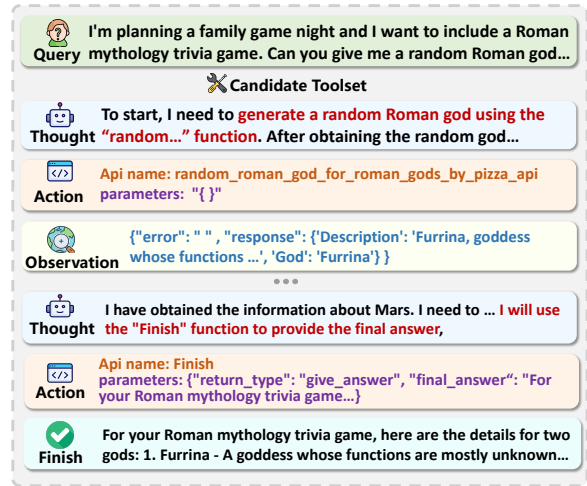 I'm planning a family game night and I want to include a Roman
Query mythology trivia game. Can you give me a random Roman god…
Candidate Toolset
To start, I need to generate a random Roman god using the
Thought "random…" function. After obtaining the random god…
</>
Api name: random_roman_god_for_roman_gods_by_pizza_api
Action parameters: "{ }"
{"error": " " , "response": {'Description': 'Furrina, goddess
Observation whose functions …', 'God': 'Furrina'} }
I have obtained the information about Mars. I need to … I will use
Thought the "Finish" function to provide the final answer,
</>
Api name: Finish
Action parameters: {"return_type": "give_answer", "final_answer": "For
your Roman mythology trivia game…}
For your Roman mythology trivia game, here are the details for two
Finish gods: 1. Furrina - A goddess whose functions are mostly unknown…